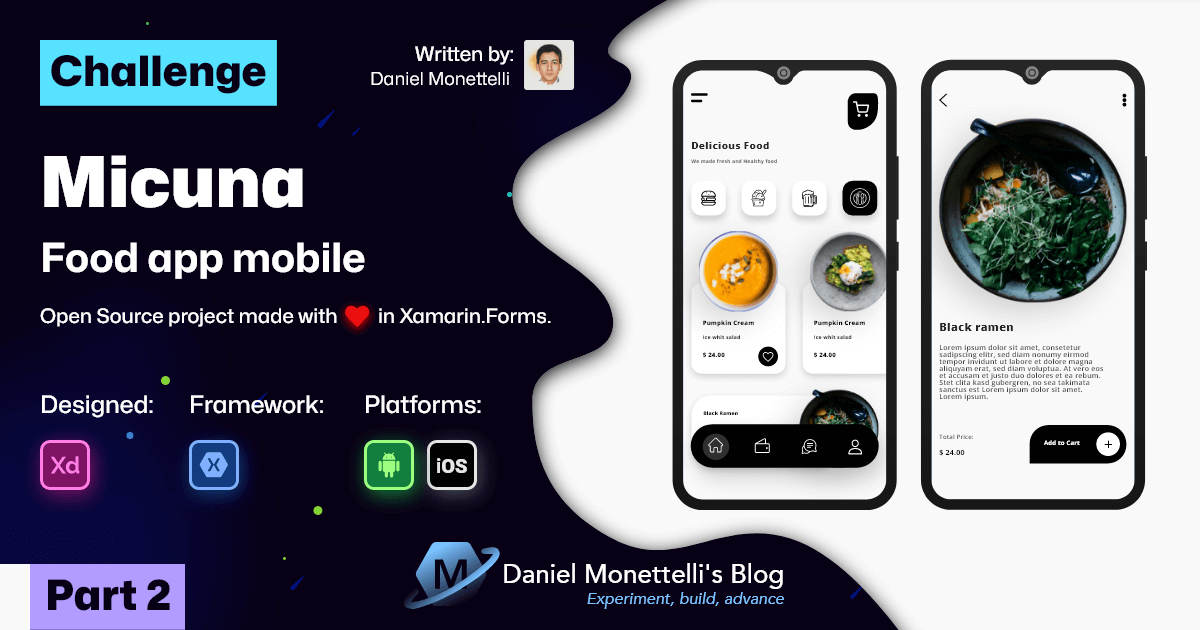 Challenge
Written by:
Daniel Monettelli
Micuna
Food app mobile
Open Source project made with in Xamarin.Forms.
Designed:
Framework:
Platforms:
Xd
X
iOS
Part 2
M
Daniel Monettelli's Blog
Experiment, build, advance
Delicious Food
We made fresh and Healthy food
Pumpkin Cream
Ice whit salad
$ 24.00
Pumpkin Cream
Ice whit salad
$ 24.00
Black Ramen
Black ramen
Lorem ipsum dolor sit amet, consetetur
sadipscing elitr, sed diam nonumy eirmod
tempor invidunt ut labore et dolore magna
aliquyam erat, sed diam voluptua. At vero eos
et accusam et justo duo dolores et ea rebum.
Stet clita kasd gubergren, no sea takimata
sanctus est Lorem ipsum dolor sit amet.
Lorem ipsum.
Total Price:
$ 24.00
Add to Cart